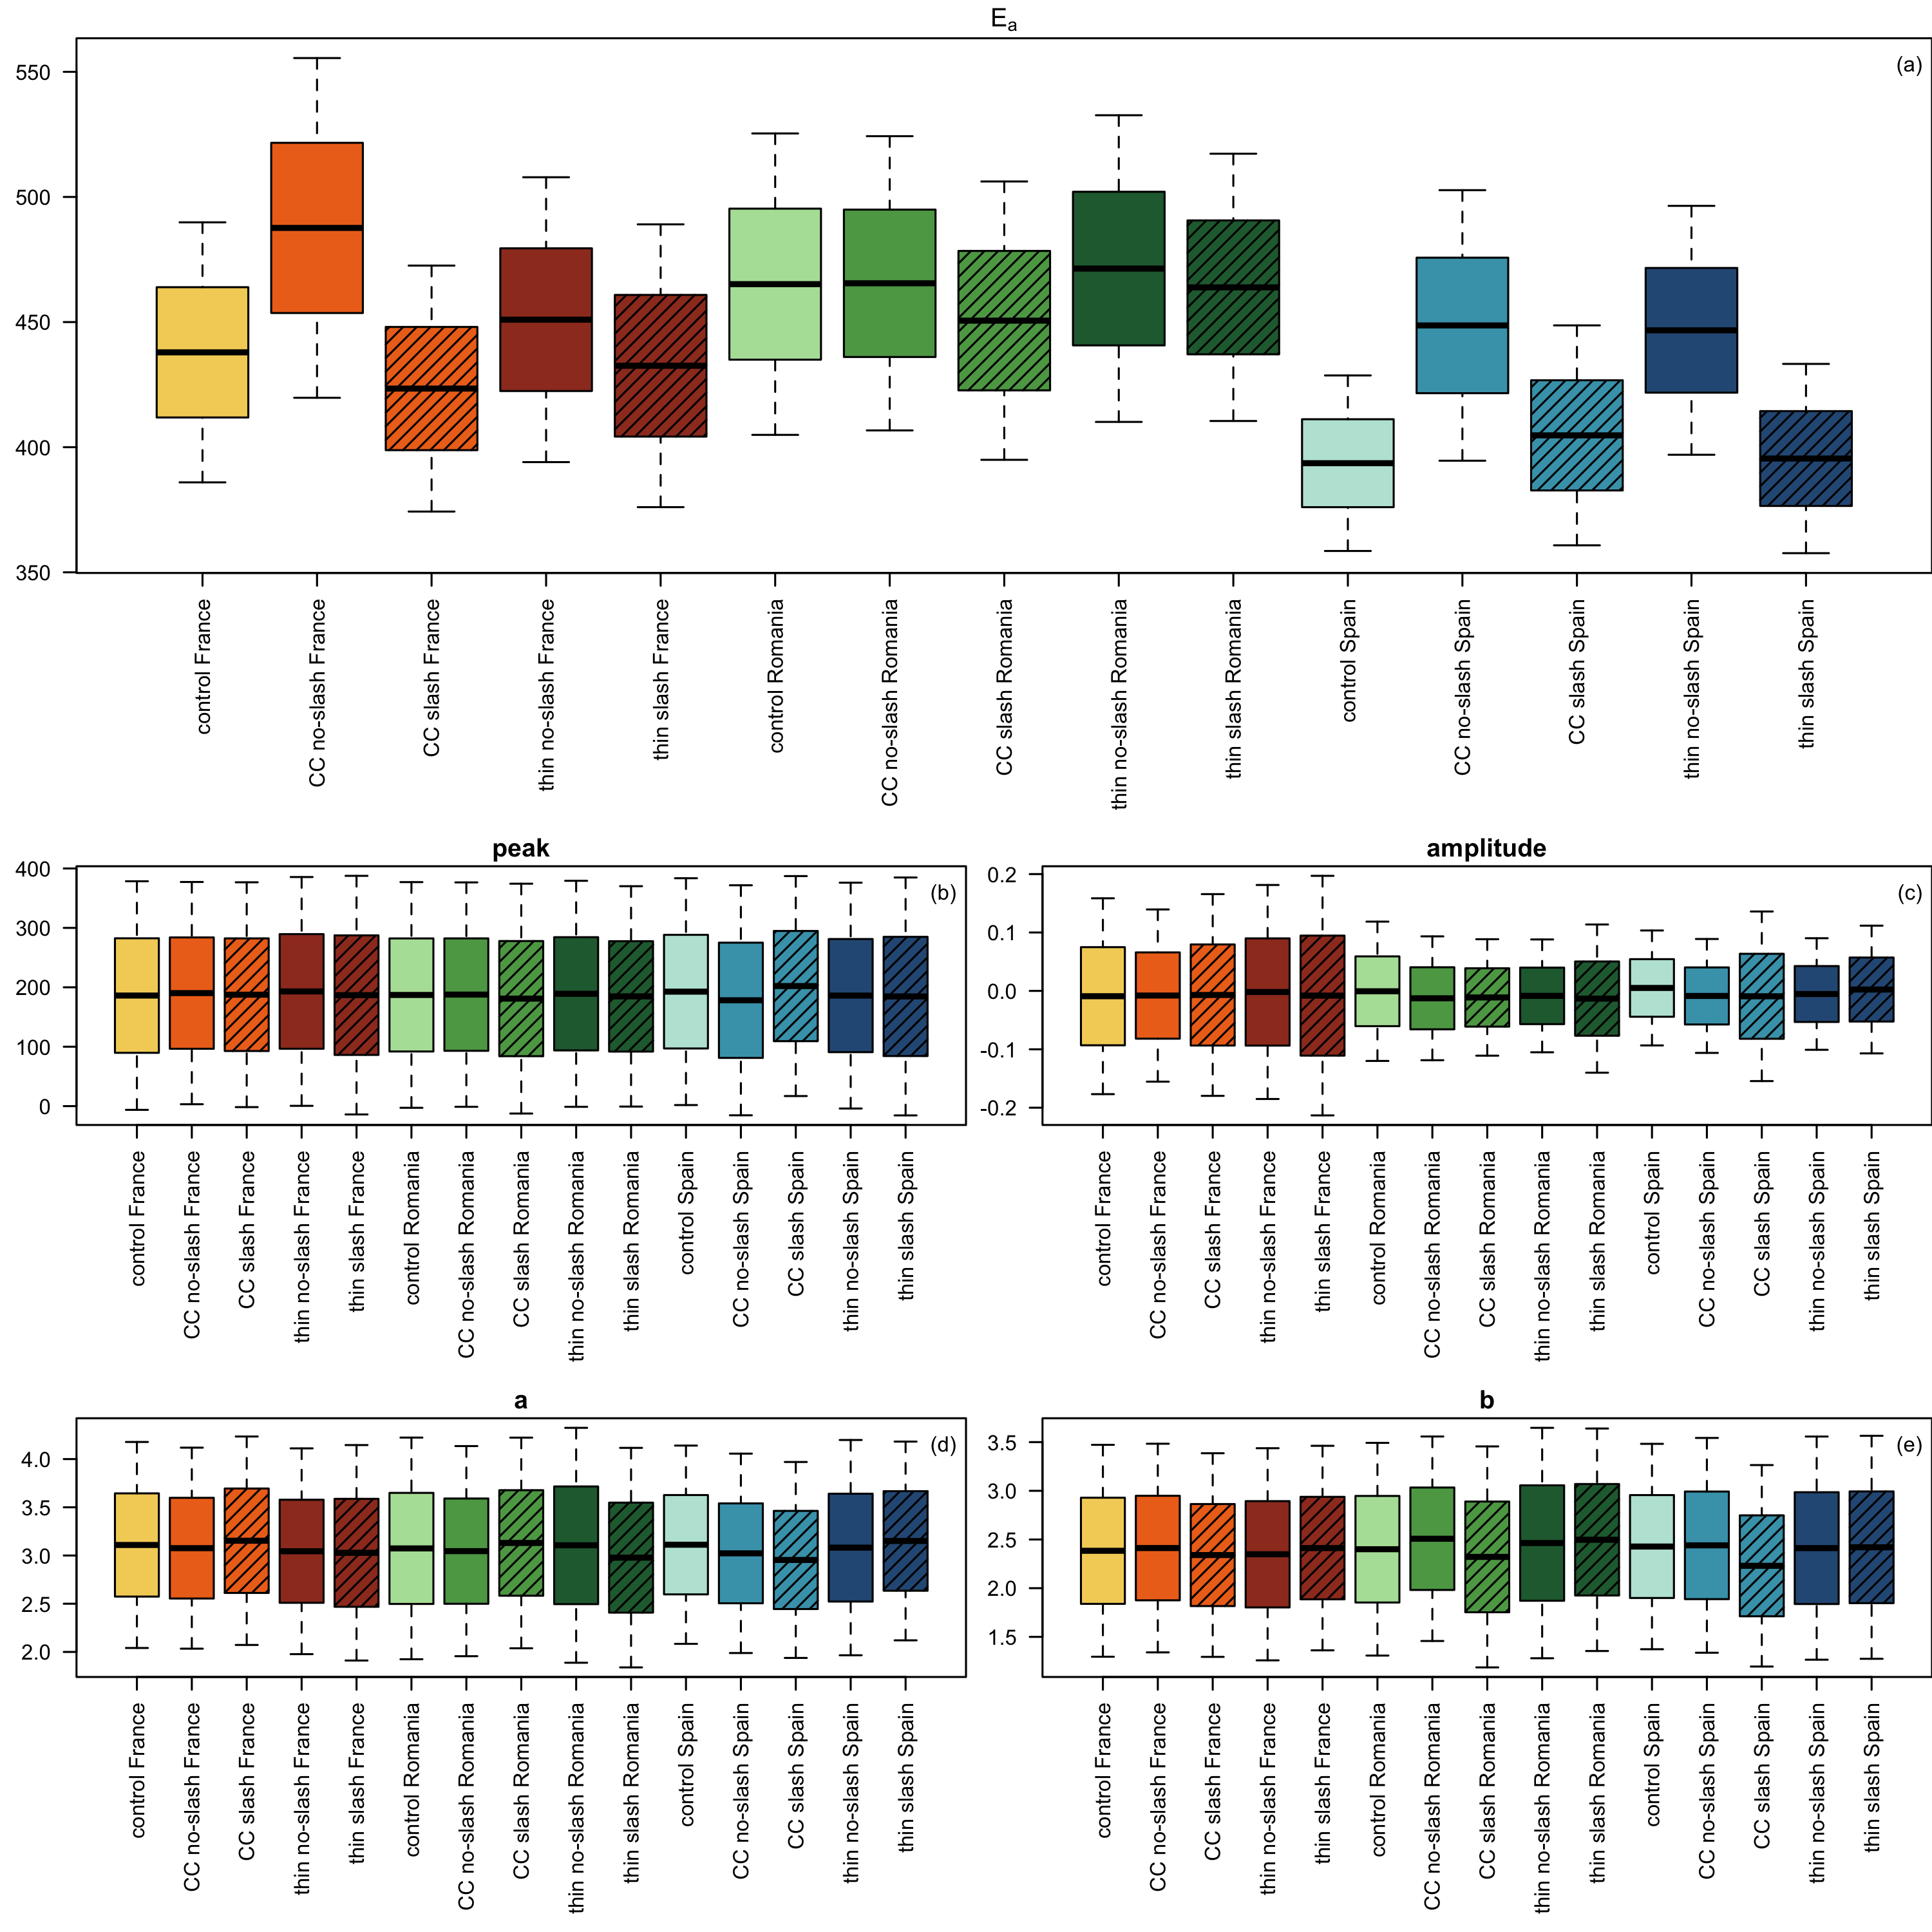 Ea
(a)
550
500
450
400
350
control France
CC no-slash France
CC slash France
thin no-slash France
thin slash France
control Romania
CC no-slash Romania
CC slash Romania
thin no-slash Romania
thin slash Romania
control Spain
CC no-slash Spain
CC slash Spain
thin no-slash Spain
thin slash Spain
peak
(b)
400
300
200
100
0
control France
CC no-slash France
CC slash France
thin no-slash France
thin slash France
control Romania
CC no-slash Romania
CC slash Romania
thin no-slash Romania
thin slash Romania
control Spain
CC no-slash Spain
CC slash Spain
thin no-slash Spain
thin slash Spain
amplitude
(c)
0.2
0.1
0.0
-0.1
-0.2
control France
CC no-slash France
CC slash France
thin no-slash France
thin slash France
control Romania
CC no-slash Romania
CC slash Romania
thin no-slash Romania
thin slash Romania
control Spain
CC no-slash Spain
CC slash Spain
thin no-slash Spain
thin slash Spain
a
(d)
4.0
3.5
3.0
2.5
2.0
control France
CC no-slash France
CC slash France
thin no-slash France
thin slash France
control Romania
CC no-slash Romania
CC slash Romania
thin no-slash Romania
thin slash Romania
control Spain
CC no-slash Spain
CC slash Spain
thin no-slash Spain
thin slash Spain
b
(e)
3.5
3.0
2.5
2.0
1.5
control France
CC no-slash France
CC slash France
thin no-slash France
thin slash France
control Romania
CC no-slash Romania
CC slash Romania
thin no-slash Romania
thin slash Romania
control Spain
CC no-slash Spain
CC slash Spain
thin no-slash Spain
thin slash Spain